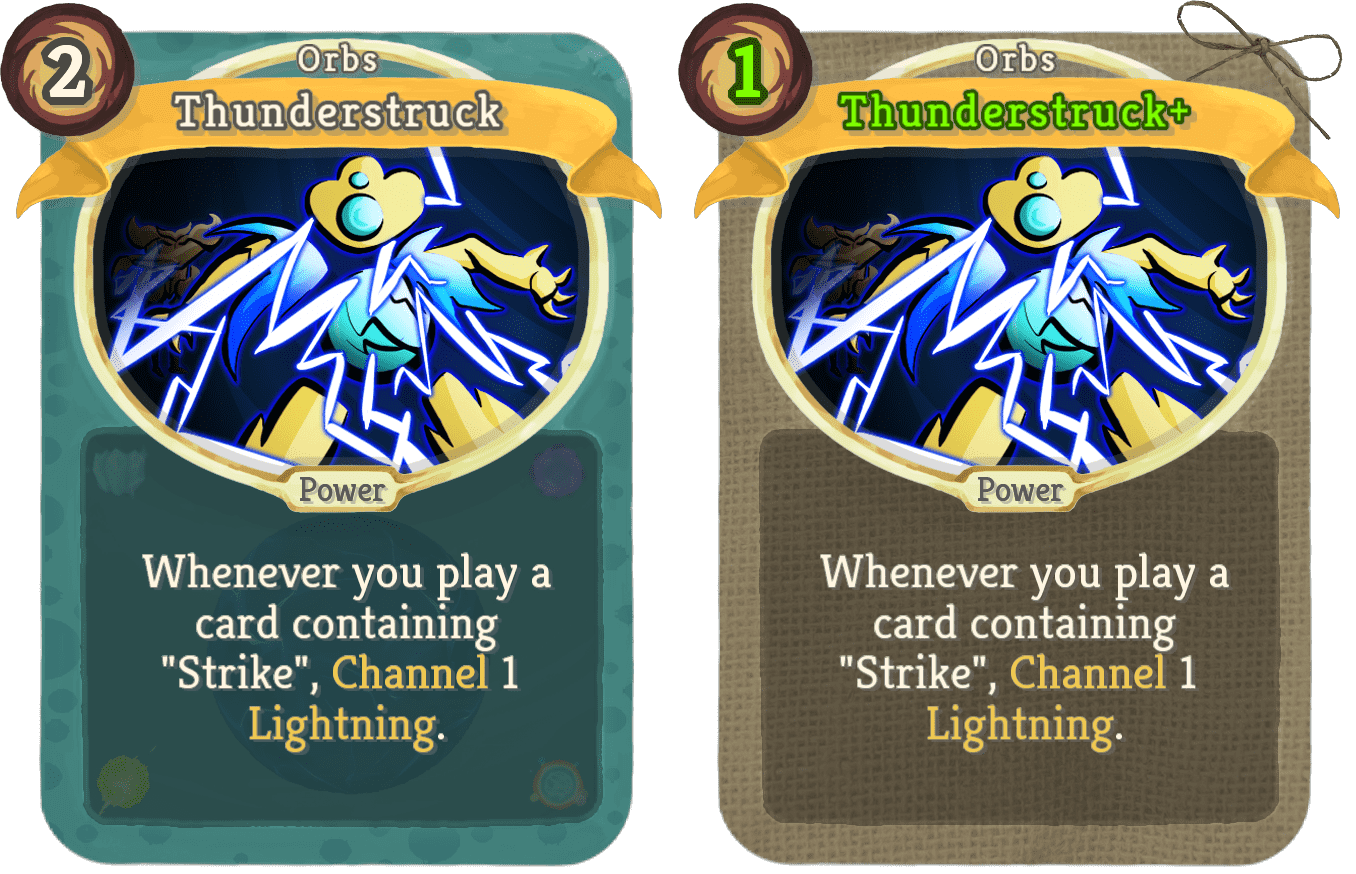 2
Orbs
Thunderstruck
Power
Whenever you play a
card containing
"Strike", Channel 1
Lightning.
1
Orbs
Thunderstruck+
Power
Whenever you play a
card containing
"Strike", Channel 1
Lightning.